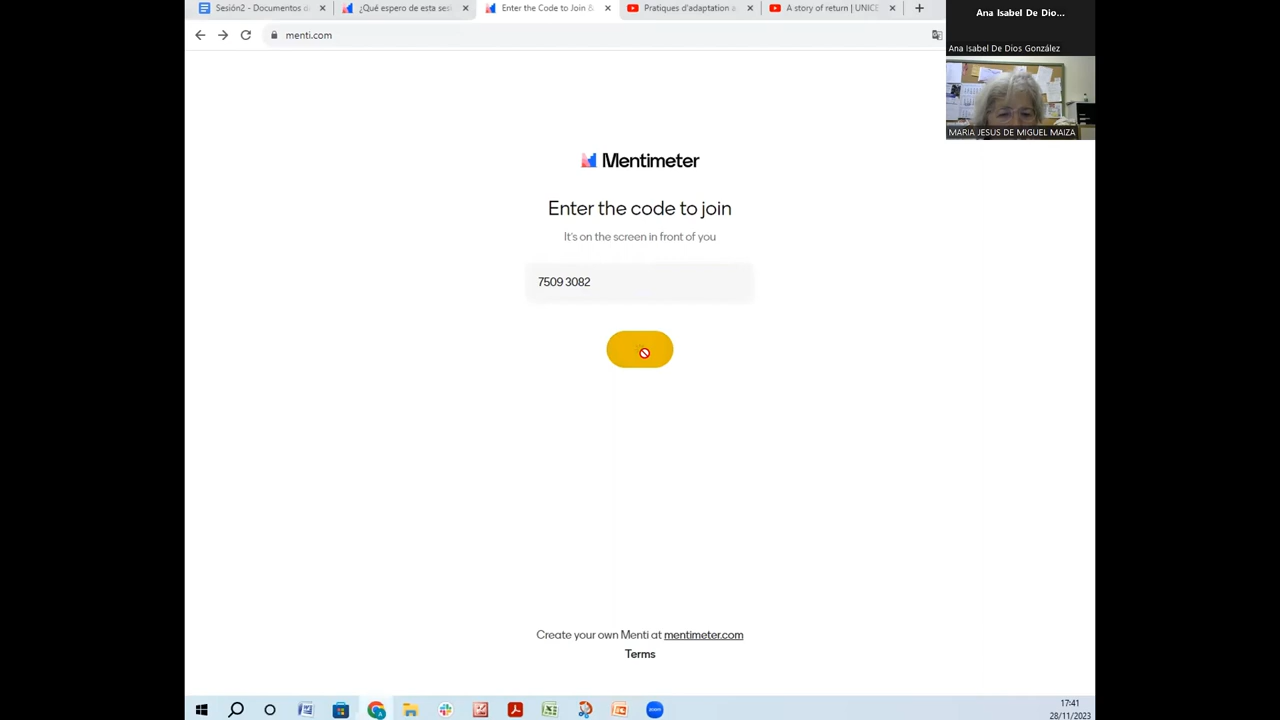 Sesión2 - Documentos d
¿Qué espero de esta sesi
Enter the Code to Join &
Pratiques d'adaptation a
A story of return | UNICE
menti.com
Ana Isabel De Dio...
Ana Isabel De Dios González
MARIA JESUS DE MIGUEL MAIZA
Mentimeter
Enter the code to join
It's on the screen in front of you
7509 3082
Create your own Menti at mentimeter.com
Terms
zoom
17:41
28/11/2023